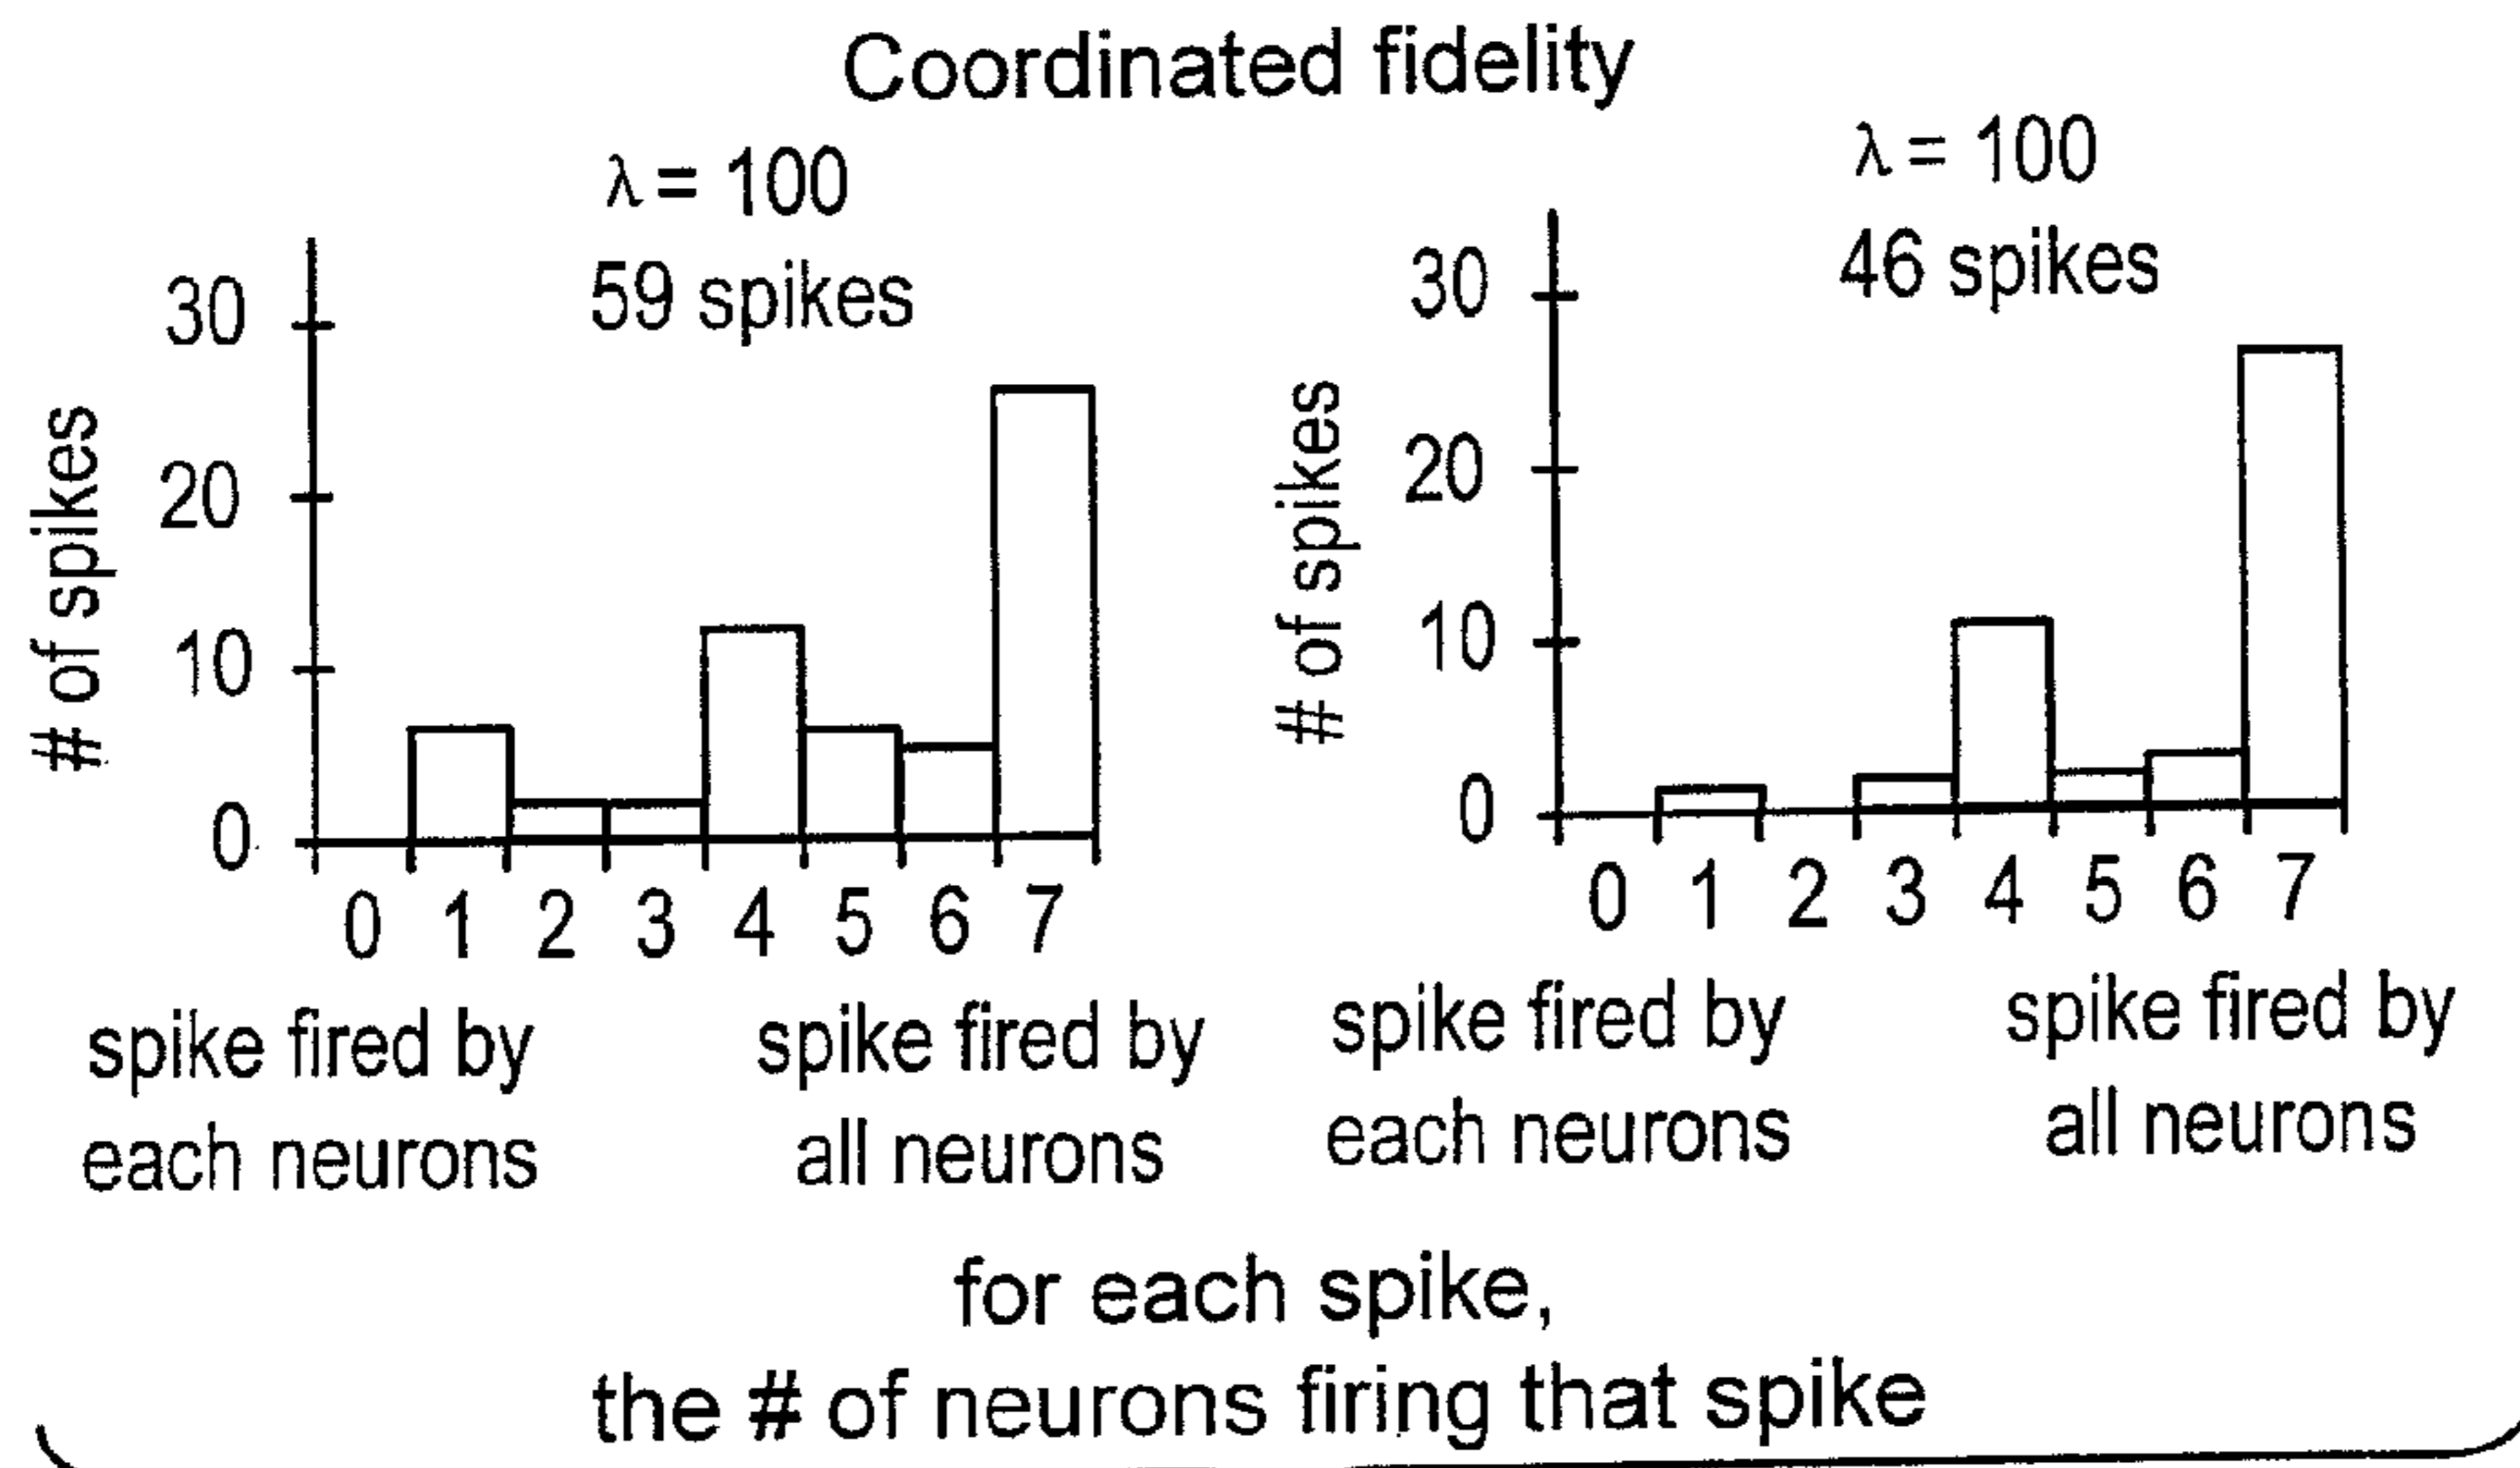 Coordinated fidelity
λ = 100
59 spikes
# of spikes
30
20
10
0
0 1 2 3 4 5 6 7
spike fired by
each neurons
spike fired by
all neurons
λ = 100
46 spikes
# of spikes
30
20
10
0
0 1 2 3 4 5 6 7
spike fired by
each neurons
spike fired by
all neurons
for each spike,
the # of neurons firing that spike